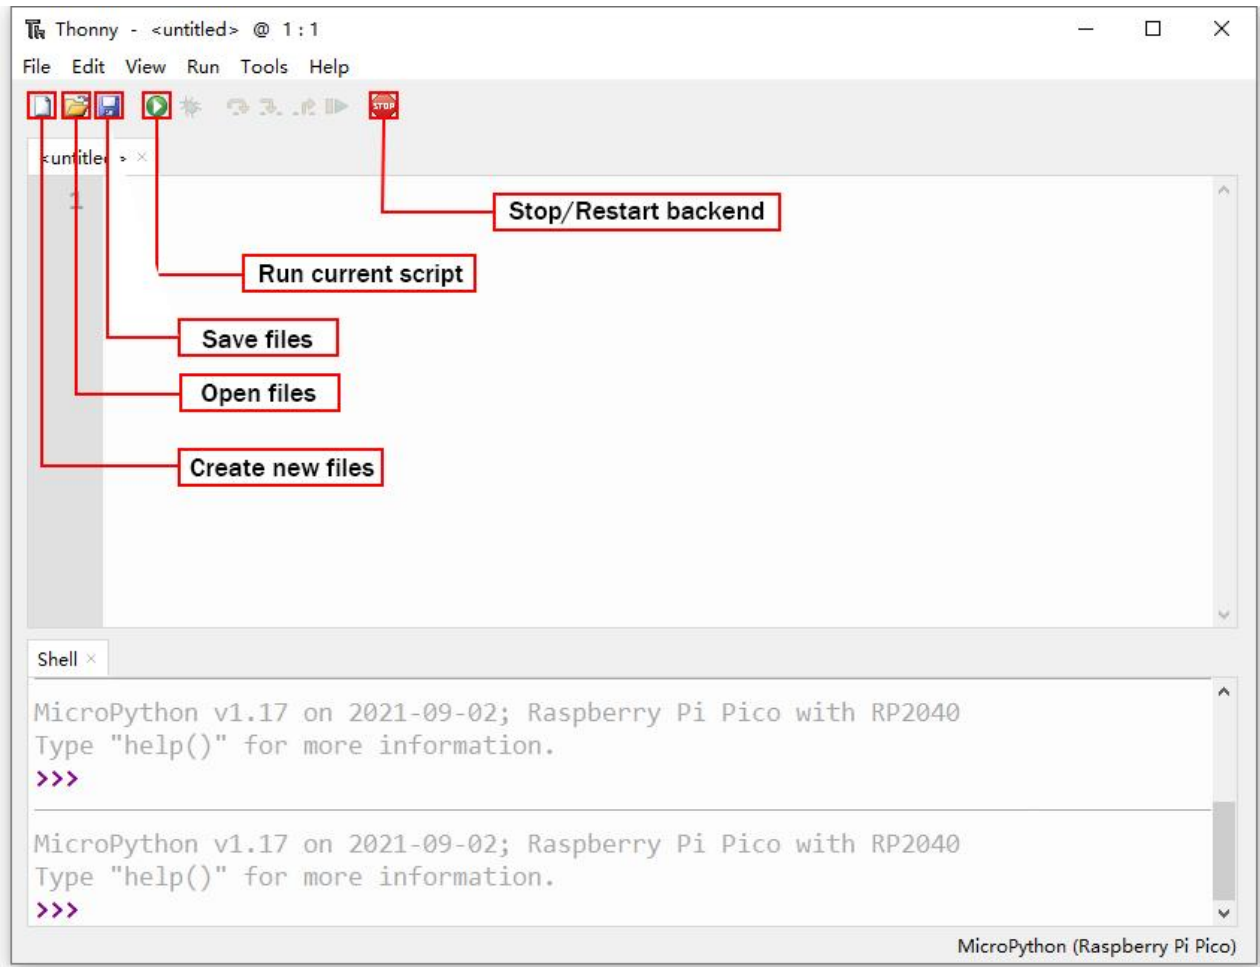 Thonny - <untitled> @ 1:1
File Edit View Run Tools Help
STOP
<untitled> ×
1
Stop/Restart backend
Run current script
Save files
Open files
Create new files
Shell ×
MicroPython v1.17 on 2021-09-02; Raspberry Pi Pico with RP2040
Type "help()" for more information.
>>>
MicroPython v1.17 on 2021-09-02; Raspberry Pi Pico with RP2040
Type "help()" for more information.
>>>
MicroPython (Raspberry Pi Pico)